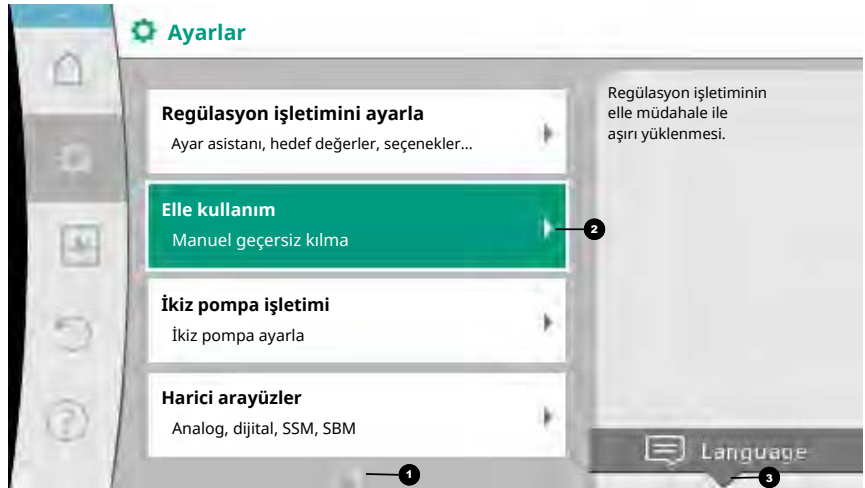 Ayarlar
Regülasyon işletimini ayarla
Ayar asistanı, hedef değerler, seçenekler...
Elle kullanım
Manuel geçersiz kılma
İkiz pompa işletimi
İkiz pompa ayarla
Harici arayüzler
Analog, dijital, SSM, SBM
Regülasyon işletiminin
elle müdahale ile
aşırı yüklenmesi.
2
Language
1
3